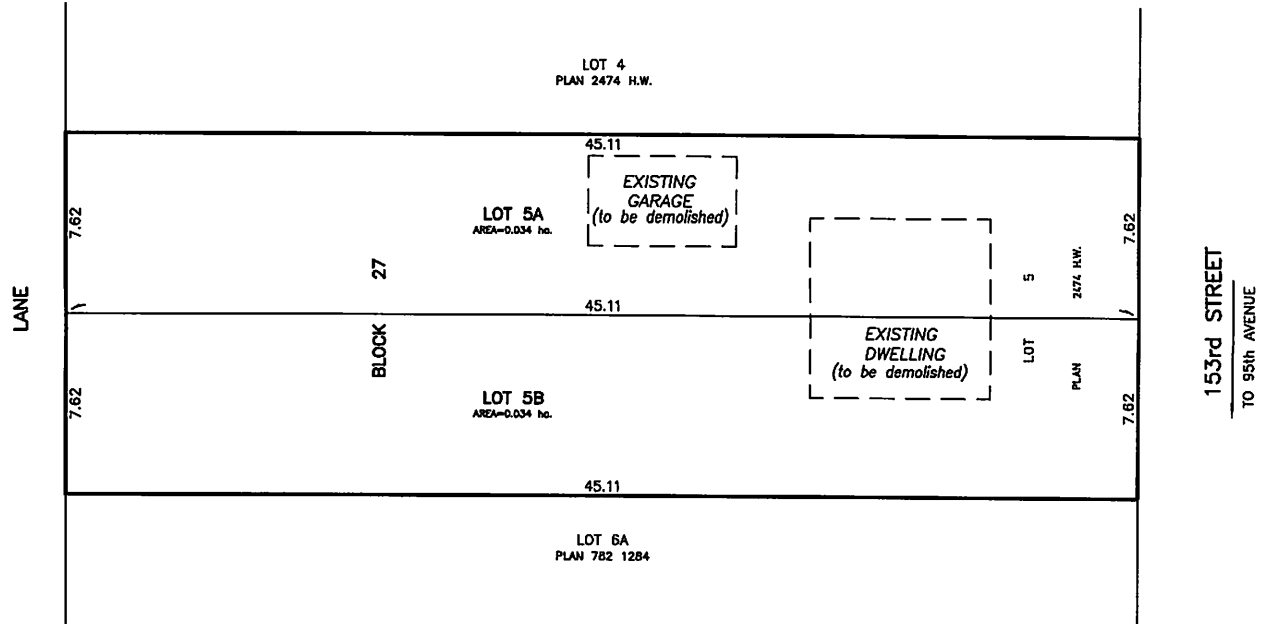 LOT 4
PLAN 2474 H.W.
45.11
EXISTING
GARAGE
(to be demolished)
7.62
LOT 5A
AREA=0.034 ha.
7.62
27
5
2474 H.W.
LANE
45.11
153rd STREET
TO 95th AVENUE
BLOCK
EXISTING
DWELLING
(to be demolished)
LOT
PLAN
7.62
LOT 5B
AREA=0.034 ha.
7.62
45.11
LOT 6A
PLAN 782 1284